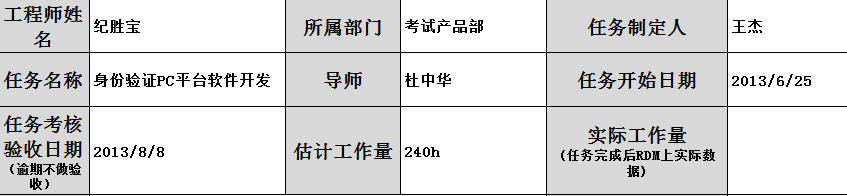 工程师姓名 纪胜宝 所属部门 考试产品部 任务制定人 王杰
任务名称 身份验证PC平台软件开发 导师 杜中华 任务开始日期 2013/6/25
任务考核验收日期
(逾期不做验收)
2013/8/8 估计工作量 240h
实际工作量
(任务完成后RDM上实际数据)